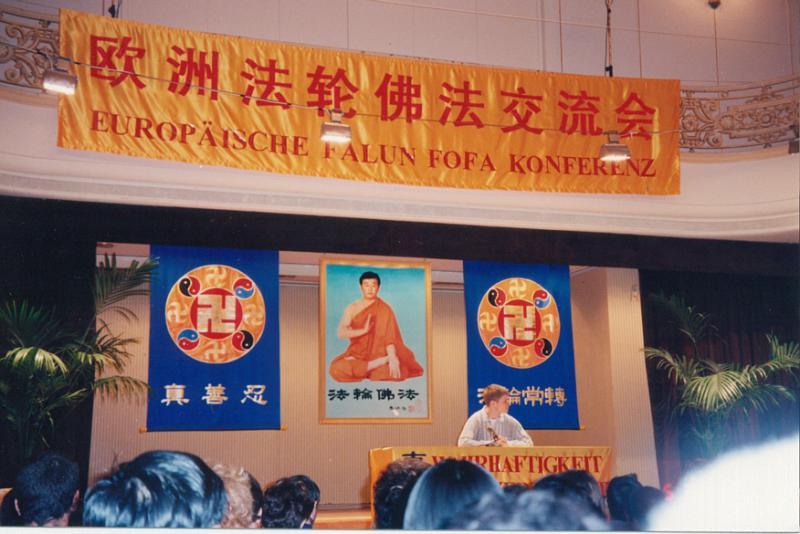 欧洲法轮佛法交流会
EUROPÄISCHE FALUN FOFA KONFERENZ
真善忍
法輪佛法
法輪常轉
WAHRHAFTIGKEIT